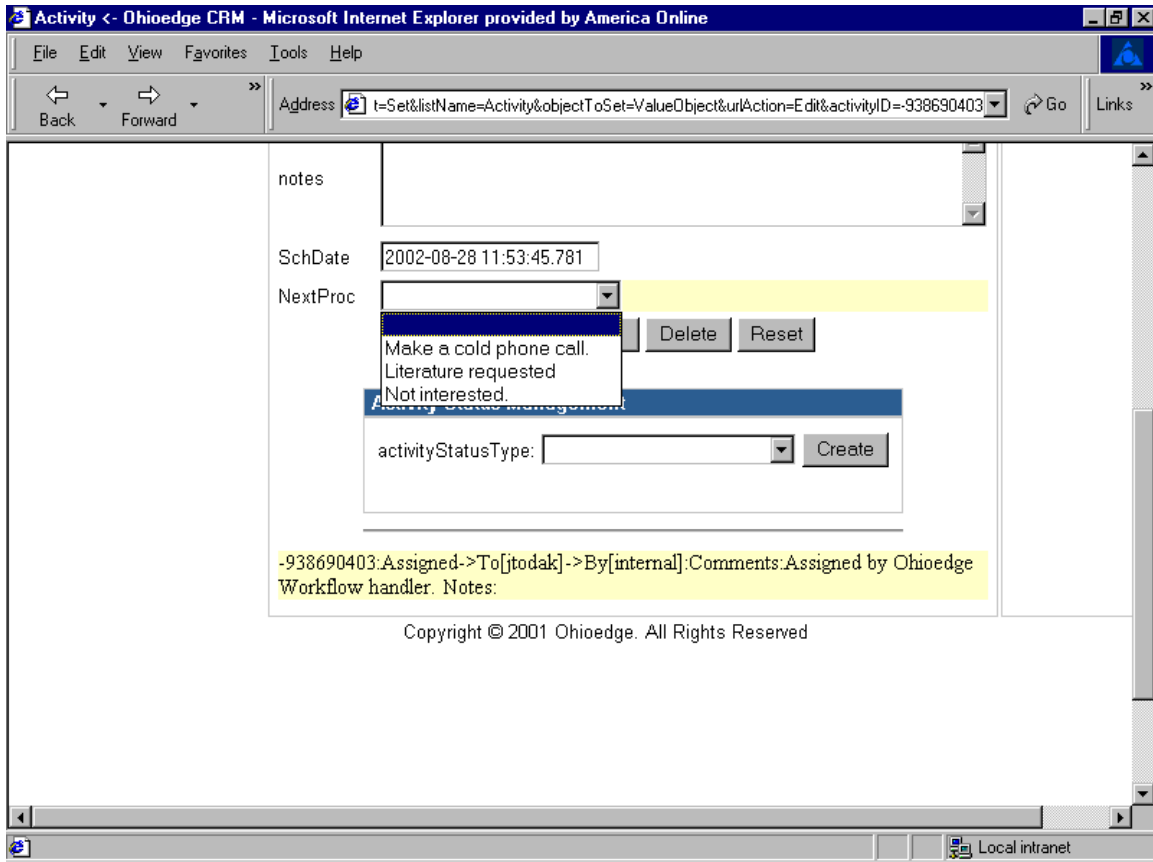 Activity <- Ohioedge CRM - Microsoft Internet Explorer provided by America Online
File Edit View Favorites Tools Help
Back Forward » Address t=Set&listName=Activity&objectToSet=ValueObject&urlAction=Edit&activityID=-938690403 Go Links »
notes
SchDate 2002-08-28 11:53:45.781
NextProc
Delete Reset
Make a cold phone call.
Literature requested
Not interested.
Activity Status Management
activityStatusType: Create
-938690403:Assigned->To[jtodak]->By[internal]:Comments:Assigned by Ohioedge
Workflow handler. Notes:
Copyright © 2001 Ohioedge. All Rights Reserved
Local intranet